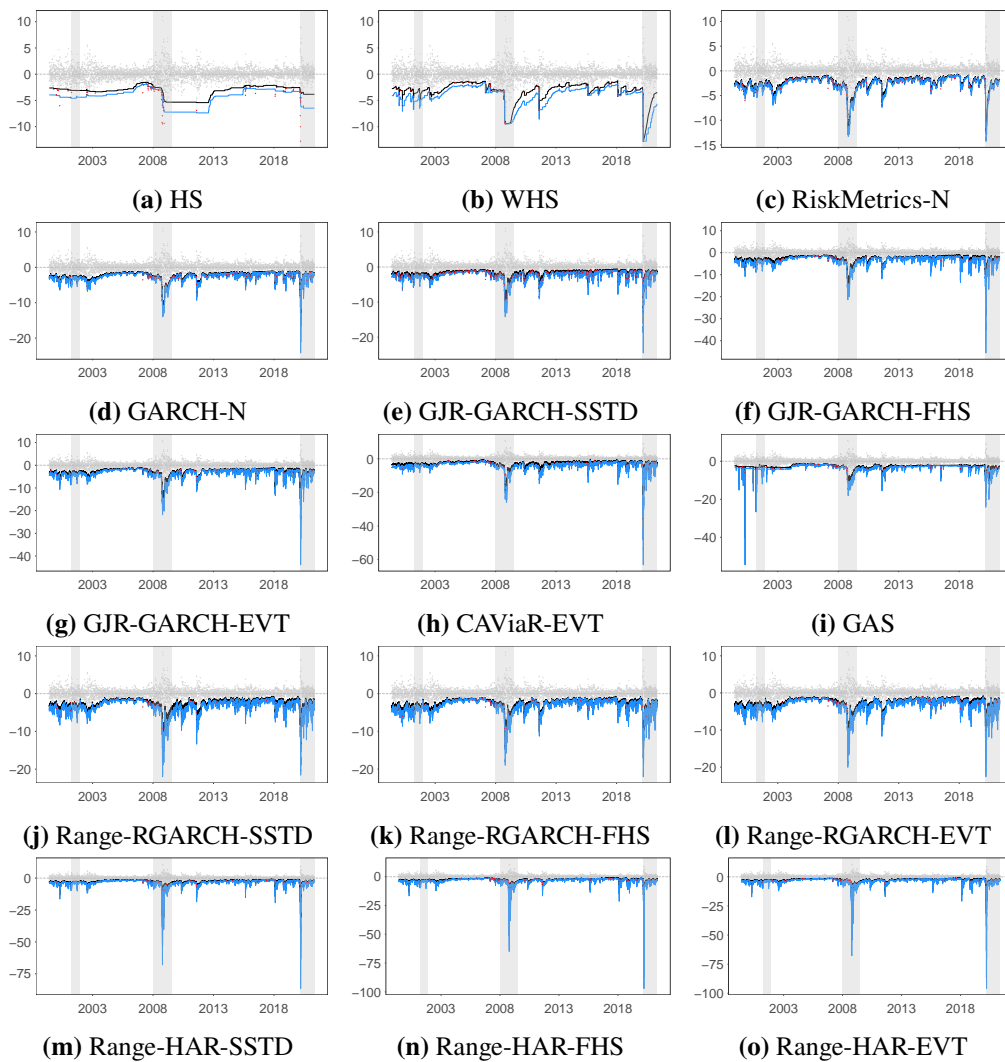 10
5
0
−5
−10
2003 2008 2013 2018
(a) HS
10
5
0
−5
−10
2003 2008 2013 2018
(b) WHS
10
5
0
−5
−10
−15
2003 2008 2013 2018
(c) RiskMetrics-N
10
0
−10
−20
2003 2008 2013 2018
(d) GARCH-N
10
5
0
−5
−10
−15
−20
2003 2008 2013 2018
(e) GJR-GARCH-SSTD
10
0
−10
−20
−30
−40
2003 2008 2013 2018
(f) GJR-GARCH-FHS
10
0
−10
−20
−30
−40
2003 2008 2013 2018
(g) GJR-GARCH-EVT
0
−20
−40
−60
2003 2008 2013 2018
(h) CAViaR-EVT
0
−20
−40
2003 2008 2013 2018
(i) GAS
10
0
−10
−20
2003 2008 2013 2018
(j) Range-RGARCH-SSTD
10
0
−10
−20
2003 2008 2013 2018
(k) Range-RGARCH-FHS
10
0
−10
−20
2003 2008 2013 2018
(l) Range-RGARCH-EVT
0
−25
−50
−75
2003 2008 2013 2018
(m) Range-HAR-SSTD
0
−25
−50
−75
−100
2003 2008 2013 2018
(n) Range-HAR-FHS
0
−25
−50
−75
−100
2003 2008 2013 2018
(o) Range-HAR-EVT